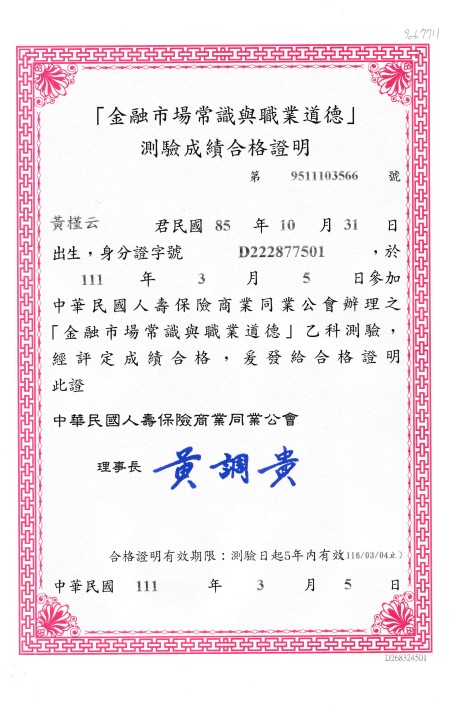 「金融市場常識與職業道德」
測驗成績合格證明
第 9511103566 號
黃槿云 君民國 85 年 10 月 31 日
出生，身分證字號 D222877501 ，於
111 年 3 月 5 日參加
中華民國人壽保險商業同業公會辦理之
「金融市場常識與職業道德」乙科測驗，
經評定成績合格，爰發給合格證明
此證
中華民國人壽保險商業同業公會
理事長 黃調貴
合格證明有效期限：測驗日起5年內有效116/03/04止）
中華民國 111 年 3 月 5 日
D268324501